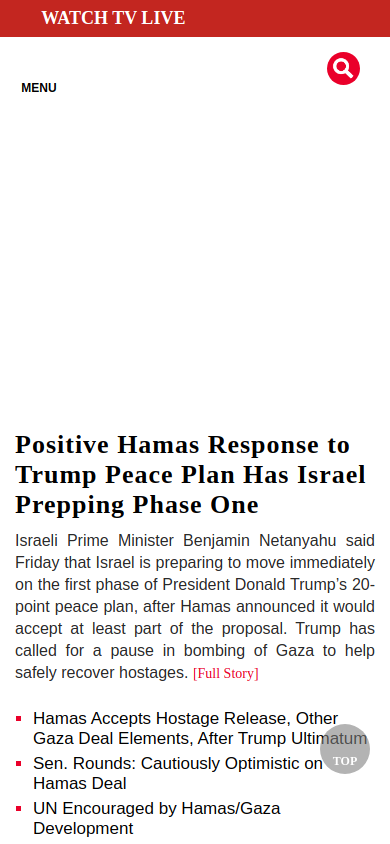 WATCH TV LIVE
MENU
Positive Hamas Response to
Trump Peace Plan Has Israel
Prepping Phase One
Israeli Prime Minister Benjamin Netanyahu said
Friday that Israel is preparing to move immediately
on the first phase of President Donald Trump’s 20-
point peace plan, after Hamas announced it would
accept at least part of the proposal. Trump has
called for a pause in bombing of Gaza to help
safely recover hostages. [Full Story]
Hamas Accepts Hostage Release, Other
Gaza Deal Elements, After Trump Ultimatum
Sen. Rounds: Cautiously Optimistic on
Hamas Deal
TOP
UN Encouraged by Hamas/Gaza
Development